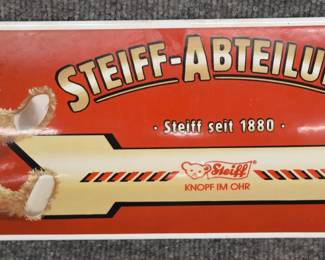 STEIFF-ABTEILU
· Steiff seit 1880 ·
Steiff®
KNOPF IM OHR